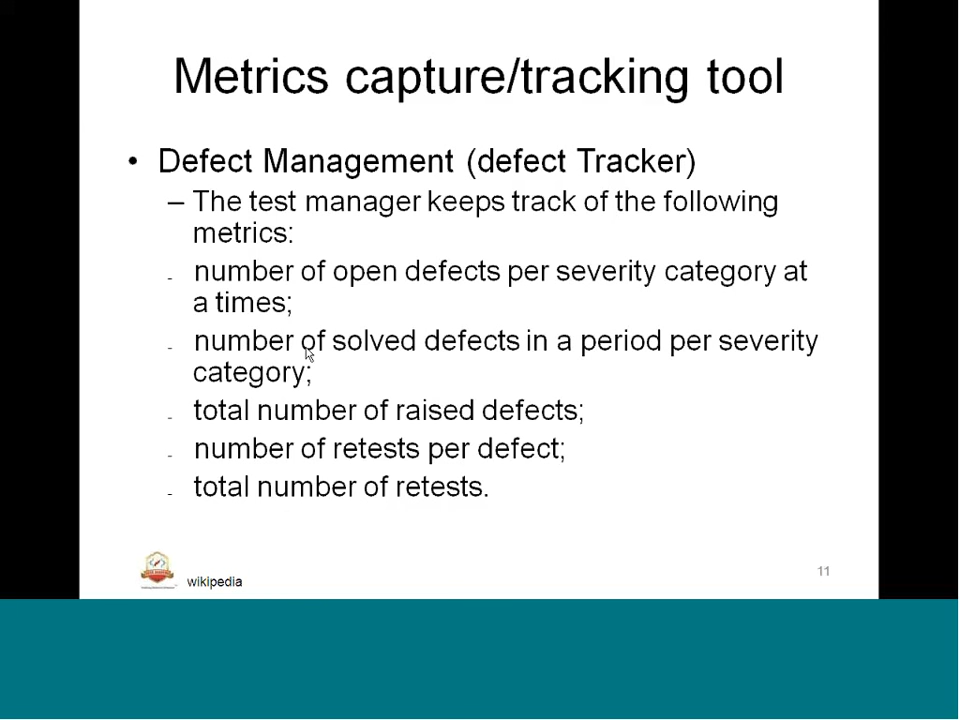 Metrics capture/tracking tool
• Defect Management (defect Tracker)
– The test manager keeps track of the following
metrics:
- number of open defects per severity category at
a times;
- number of solved defects in a period per severity
category;
- total number of raised defects;
- number of retests per defect;
- total number of retests.
wikipedia
11